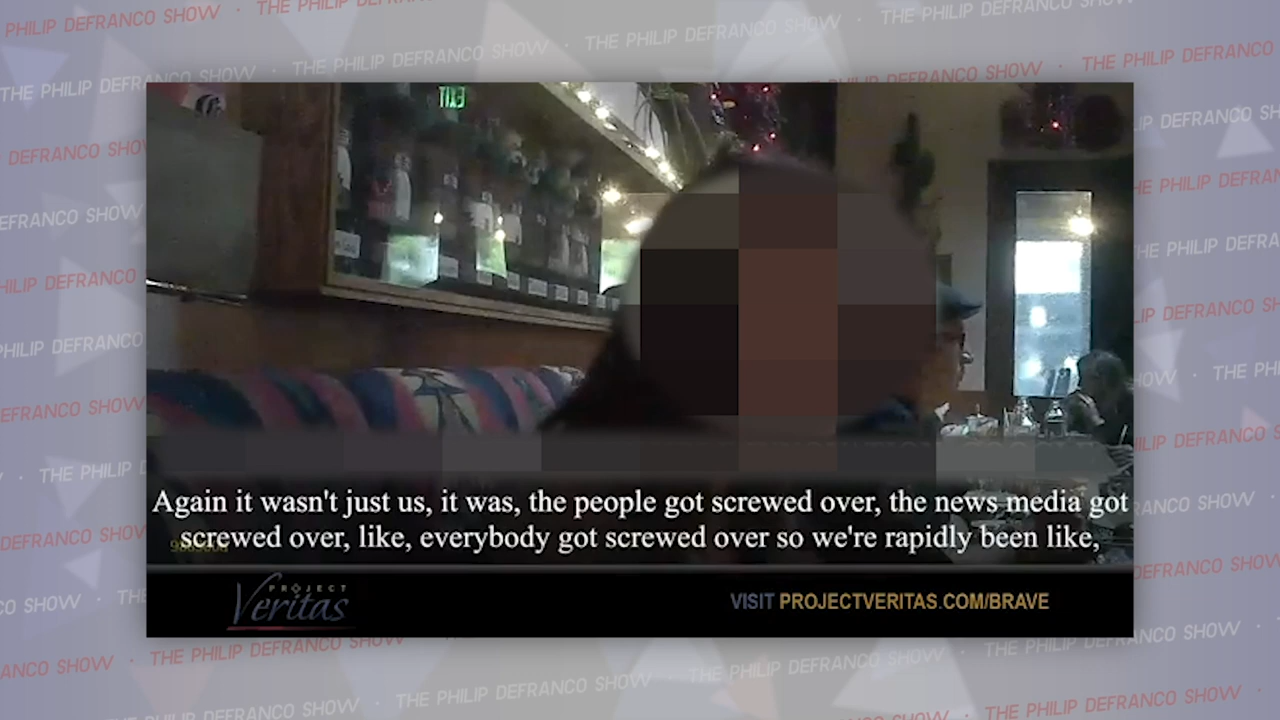 THE PHILIP DEFRANCO SHOW
EXIT
Again it wasn't just us, it was, the people got screwed over, the news media got
screwed over, like, everybody got screwed over so we're rapidly been like,
PROJECT
Veritas
VISIT PROJECTVERITAS.COM/BRAVE